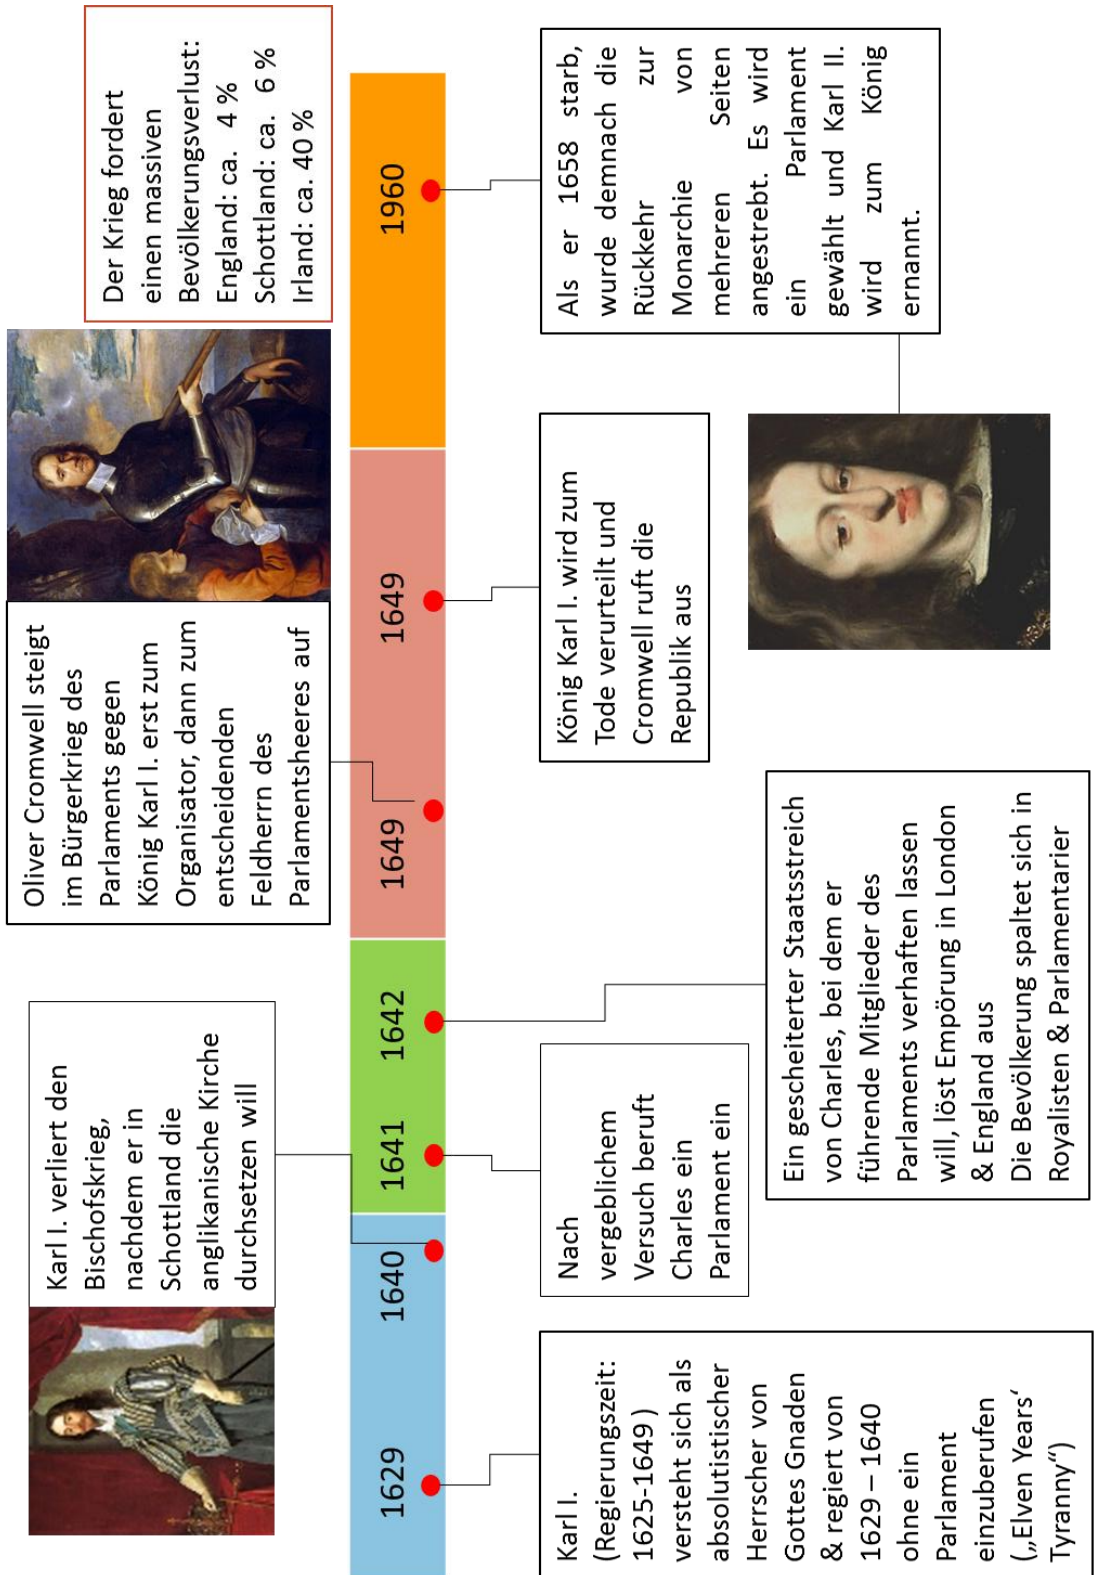 Karl I. verliert den
Bischofskrieg,
nachdem er in
Schottland die
anglikanische Kirche
durchsetzen will
Oliver Cromwell steigt
im Bürgerkrieg des
Parlaments gegen
König Karl I. erst zum
Organisator, dann zum
entscheidenden
Feldherrn des
Parlamentsheeres auf
Der Krieg fordert
einen massiven
Bevölkerungsverlust:
England: ca. 4 %
Schottland: ca. 6 %
Irland: ca. 40 %
1629 1640 1641 1642 1649 1649 1960
Karl I.
(Regierungszeit:
1625-1649 )
versteht sich als
absolutistischer
Herrscher von
Gottes Gnaden
& regiert von
1629 – 1640
ohne ein
Parlament
einzuberufen
(„Elven Years‘
Tyranny“)
Nach
vergeblichem
Versuch beruft
Charles ein
Parlament ein
Ein gescheiterter Staatsstreich
von Charles, bei dem er
führende Mitglieder des
Parlaments verhaften lassen
will, löst Empörung in London
& England aus
Die Bevölkerung spaltet sich in
Royalisten & Parlamentarier
König Karl I. wird zum
Tode verurteilt und
Cromwell ruft die
Republik aus
Als er 1658 starb,
wurde demnach die
Rückkehr zur
Monarchie von
mehreren Seiten
angestrebt. Es wird
ein Parlament
gewählt und Karl II.
wird zum König
ernannt.